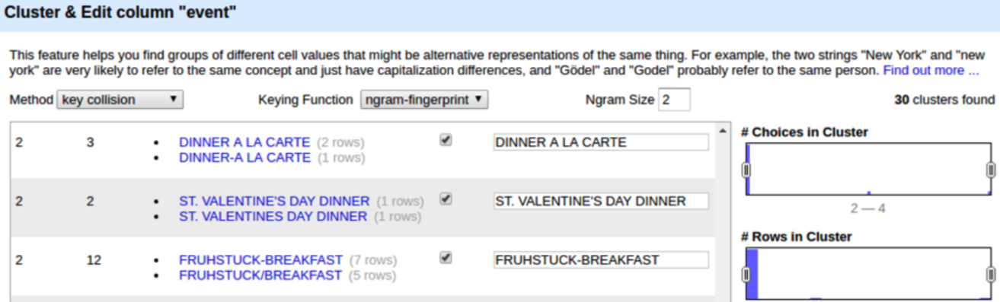 Cluster & Edit column "event"
This feature helps you find groups of different cell values that might be alternative representations of the same thing. For example, the two strings "New York" and "new
york" are very likely to refer to the same concept and just have capitalization differences, and "Gödel" and "Godel" probably refer to the same person. Find out more ...
Method key collision Keying Function ngram-fingerprint Ngram Size 2 30 clusters found
2 3 • DINNER A LA CARTE (2 rows) DINNER A LA CARTE
• DINNER-A LA CARTE (1 rows)
2 2 • ST. VALENTINE'S DAY DINNER (1 rows) ST. VALENTINE'S DAY DINNER
• ST. VALENTINES DAY DINNER (1 rows)
2 12 • FRUHSTUCK-BREAKFAST (7 rows) FRUHSTUCK-BREAKFAST
• FRUHSTUCK/BREAKFAST (5 rows)
# Choices in Cluster
2 — 4
# Rows in Cluster